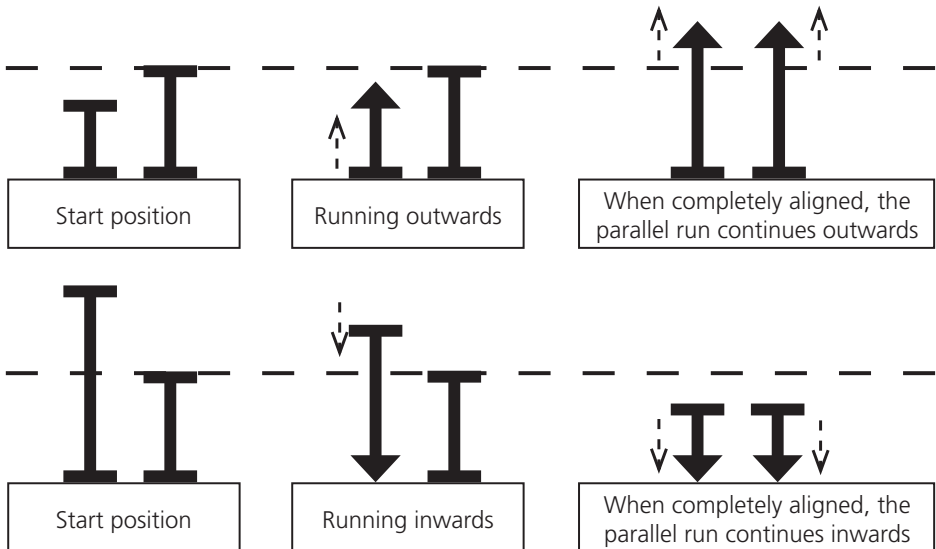 Start position
Running outwards
When completely aligned, the
parallel run continues outwards
Start position
Running inwards
When completely aligned, the
parallel run continues inwards